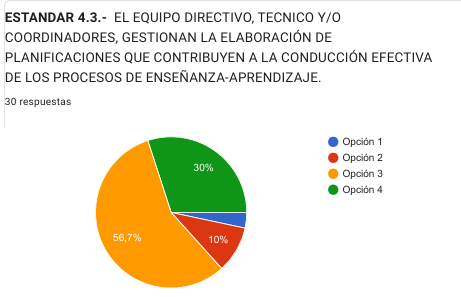 ESTANDAR 4.3.- EL EQUIPO DIRECTIVO, TECNICO Y/O
COORDINADORES, GESTIONAN LA ELABORACIÓN DE
PLANIFICACIONES QUE CONTRIBUYEN A LA CONDUCCIÓN EFECTIVA
DE LOS PROCESOS DE ENSEÑANZA-APRENDIZAJE.
30 respuestas
Opción 1
Opción 2
Opción 3
Opción 4
30%
56,7%
10%